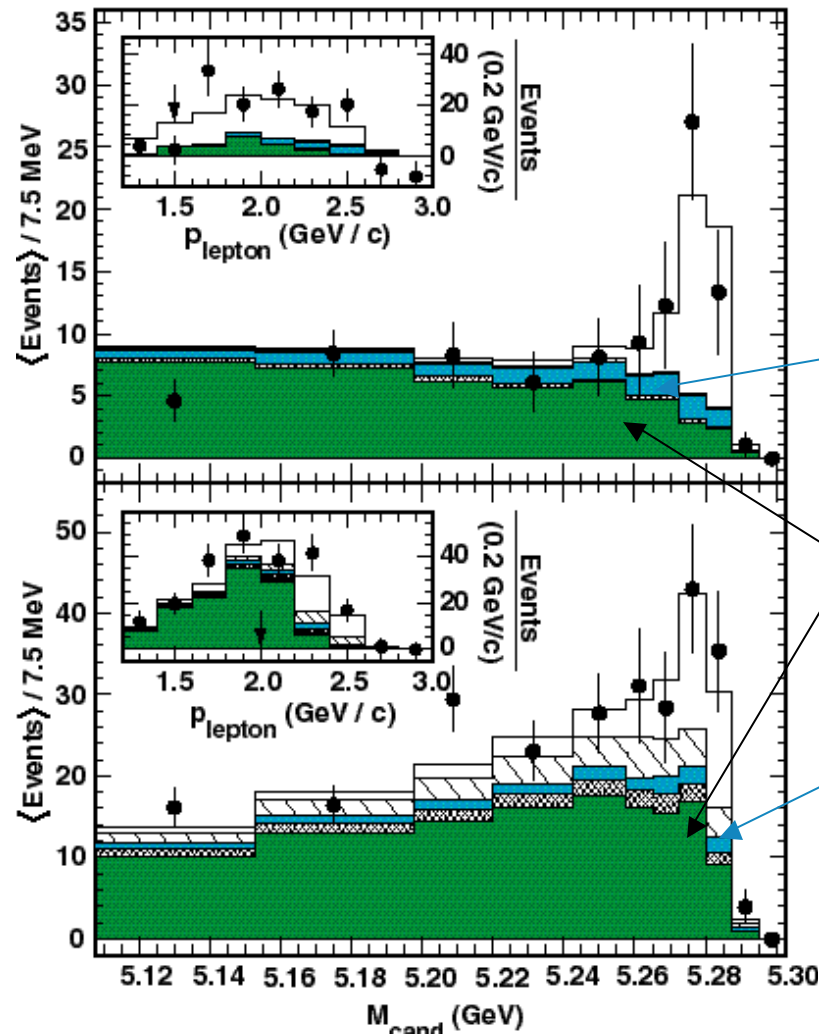 35
30
25
20
15
10
5
0
⟨Events⟩ / 7.5 MeV
40
20
0
Events
(0.2 GeV/c)
1.5 2.0 2.5 3.0
p lepton (GeV / c)
50
40
30
20
10
0
⟨Events⟩ / 7.5 MeV
40
20
0
Events
(0.2 GeV/c)
1.5 2.0 2.5 3.0
p lepton (GeV / c)
5.12 5.14 5.16 5.18 5.20 5.22 5.24 5.26 5.28 5.30
M cand (GeV)